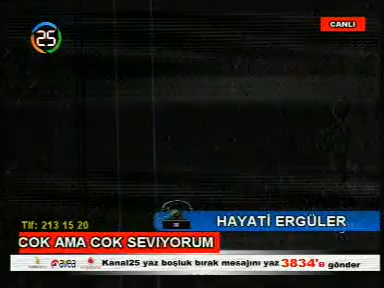 25
CANLI
HAYATİ ERGÜLER
Tlf: 213 15 20
COK AMA COK SEVIYORUM
avea Kanal25 yaz boşluk bırak mesajını yaz 3834'e gönder